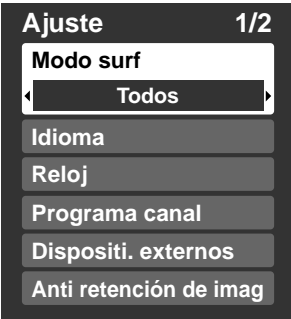 Ajuste 1/2
Modo surf
Todos
Idioma
Reloj
Programa canal
Dispositi. externos
Anti retención de imag